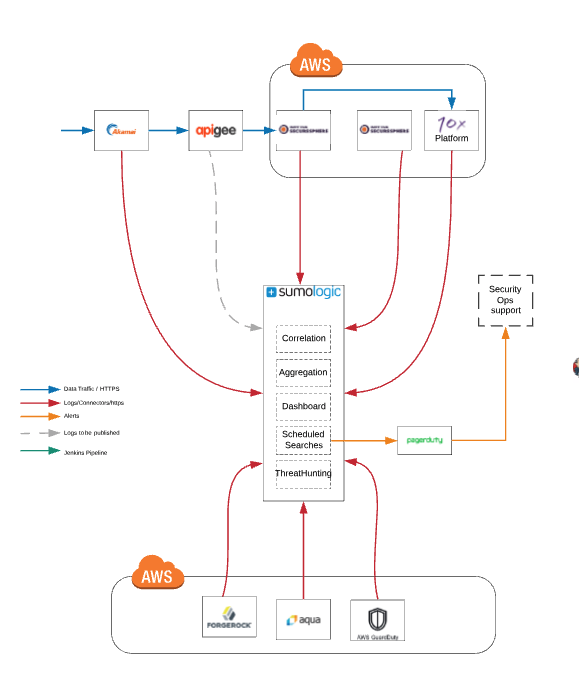 AWS
Akamai
apigee
SECURESPHERE
SECURESPHERE
10x
Platform
sumologic
Correlation
Aggregation
Dashboard
Scheduled
Searches
ThreatHunting
Security
Ops
support
pagerduty
Data Traffic / HTTPS
Logs/Connectors/https
Alerts
Logs to be published
Jenkins Pipeline
AWS
FORGEROCK
aqua
AWS GuardDuty